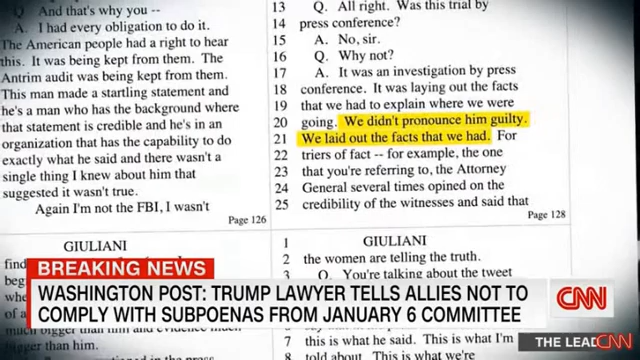 Q. And that's why you --
A. I had every obligation to do it.
The American people had a right to hear
this. It was being kept from them. The
Antrim audit was being kept from them.
This man made a startling statement and
he's a man who has the background where
that statement is credible and he's in an
organization that has the capability to do
exactly what he said and there wasn't a
single thing I knew about him that
suggested it wasn't true.
Again I'm not the FBI, I wasn't
Page 126
13 Q. All right. Was this trial by
14 press conference?
15 A. No, sir.
16 Q. Why not?
17 A. It was an investigation by press
18 conference. It was laying out the facts
19 that we had to explain where we were
20 going. We didn't pronounce him guilty.
21 We laid out the facts that we had. For
22 triers of fact -- for example, the one
23 that you're referring to, the Attorney
24 General several times opined on the
25 credibility of the witnesses and said that
Page 128
GIULIANI
find
1 GIULIANI
2 the women are telling the truth.
3 Q. You're talking about the tweet
7 this is what he said. This is what I'm
8 told about. This is what we're
BREAKING NEWS
WASHINGTON POST: TRUMP LAWYER TELLS ALLIES NOT TO
COMPLY WITH SUBPOENAS FROM JANUARY 6 COMMITTEE
CNN
THE LEAD
CNN